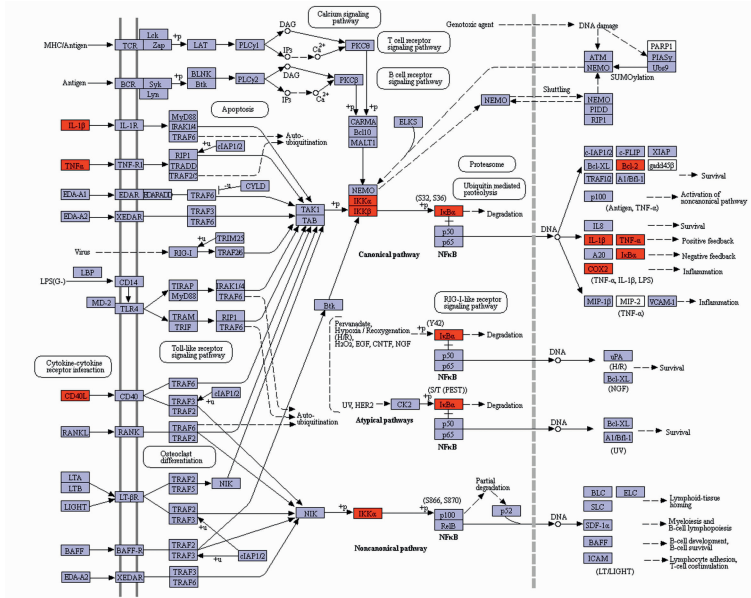 Calcium signaling
pathway
MHC/Antigen
TCR
Lck
Zap
+p
LAT
PLCγ1
DAG
IP₃
Ca²⁺
PKCθ
T cell receptor
signaling pathway
Antigen
BCR
Syk
Lyn
+p
BLNK
Btk
PLCγ2
DAG
IP₃
Ca²⁺
PKCβ
B cell receptor
signaling pathway
Genotoxic agent
DNA damage
ATM
NEMO
PARP1
PIASγ
Ubc9
SUMOylation
Shuttling
NEMO
NEMO
PIDD
RIP1
Apoptosis
IL-1β
IL-1R
MyD88
IRAK1/4
TRAF6
Auto-
ubiquitination
TNFα
TNF-R1
RIP1
TRADD
TRAF2/5
+u
cIAP1/2
+p
+p
CARMA
Bcl10
MALT1
ELKS
Proteasome
Ubiquitin mediated
proteolysis
EDA-A1
EDAR
EDARADD
TRAF6
-u
CYLD
EDA-A2
XEDAR
TRAF3
TRAF6
TAK1
TAB
+p
NEMO
IKKα
IKKβ
(S32, S36)
+p
IκBα
Degradation
p50
p65
NFκB
Canonical pathway
DNA
Virus
RIG-I
+u
TRIM25
TRAF2/6
LBP
LPS(G-)
CD14
MD-2
TLR4
TIRAP
MyD88
IRAK1/4
TRAF6
TRAM
TRIF
RIP1
TRAF6
Toll-like receptor
signaling pathway
c-IAP1/2
c-FLIP
XIAP
Bcl-XL
Bcl-2
gadd45β
TRAF1/2
A1/Bfl-1
Survival
p100
(Antigen, TNF-α)
Activation of
noncanonical pathway
IL8
Survival
IL-1β
TNF-α
Positive feedback
A20
IκBα
Negative feedback
COX2
Inflammation
(TNF-α, IL-1β, LPS)
MIP-1β
MIP-2
VCAM-1
Inflammation
(TNF-α)
Btk
RIG-I-like receptor
signaling pathway
Pervanadate,
Hypoxia / Reoxygenation
(H/R),
H₂O₂, EGF, CNTF, NGF
(Y42)
+p
IκBα
Degradation
p50
p65
NFκB
DNA
uPA
(H/R)
Bcl-XL
(NGF)
Survival
UV, HER2
CK2
(S/T (PEST))
+p
IκBα
Degradation
p50
p65
NFκB
Atypical pathways
DNA
Bcl-XL
A1/Bfl-1
(UV)
Survival
Cytokine-cytokine
receptor interaction
CD40L
CD40
TRAF6
TRAF3
TRAF2
+u
cIAP1/2
Auto-
ubiquitination
RANKL
RANK
TRAF6
TRAF2
Osteoclast
differentiation
LTA
LTB
LIGHT
LT-βR
TRAF2
TRAF5
NIK
TRAF2
TRAF3
BAFF
BAFF-R
TRAF2
TRAF3
+u
cIAP1/2
EDA-A2
XEDAR
TRAF3
TRAF6
NIK
+p
IKKα
Noncanonical pathway
(S866, S870)
+p
p100
RelB
NFκB
Partial
degradation
p52
DNA
BLC
ELC
SLC
Lymphoid-tissue
homing
SDF-1α
Myeloiesis and
B-cell lymphopoiesis
BAFF
B-cell development,
B-cell survival
ICAM
Lymphocyte adhesion,
T-cell costimulation
(LT/LIGHT)